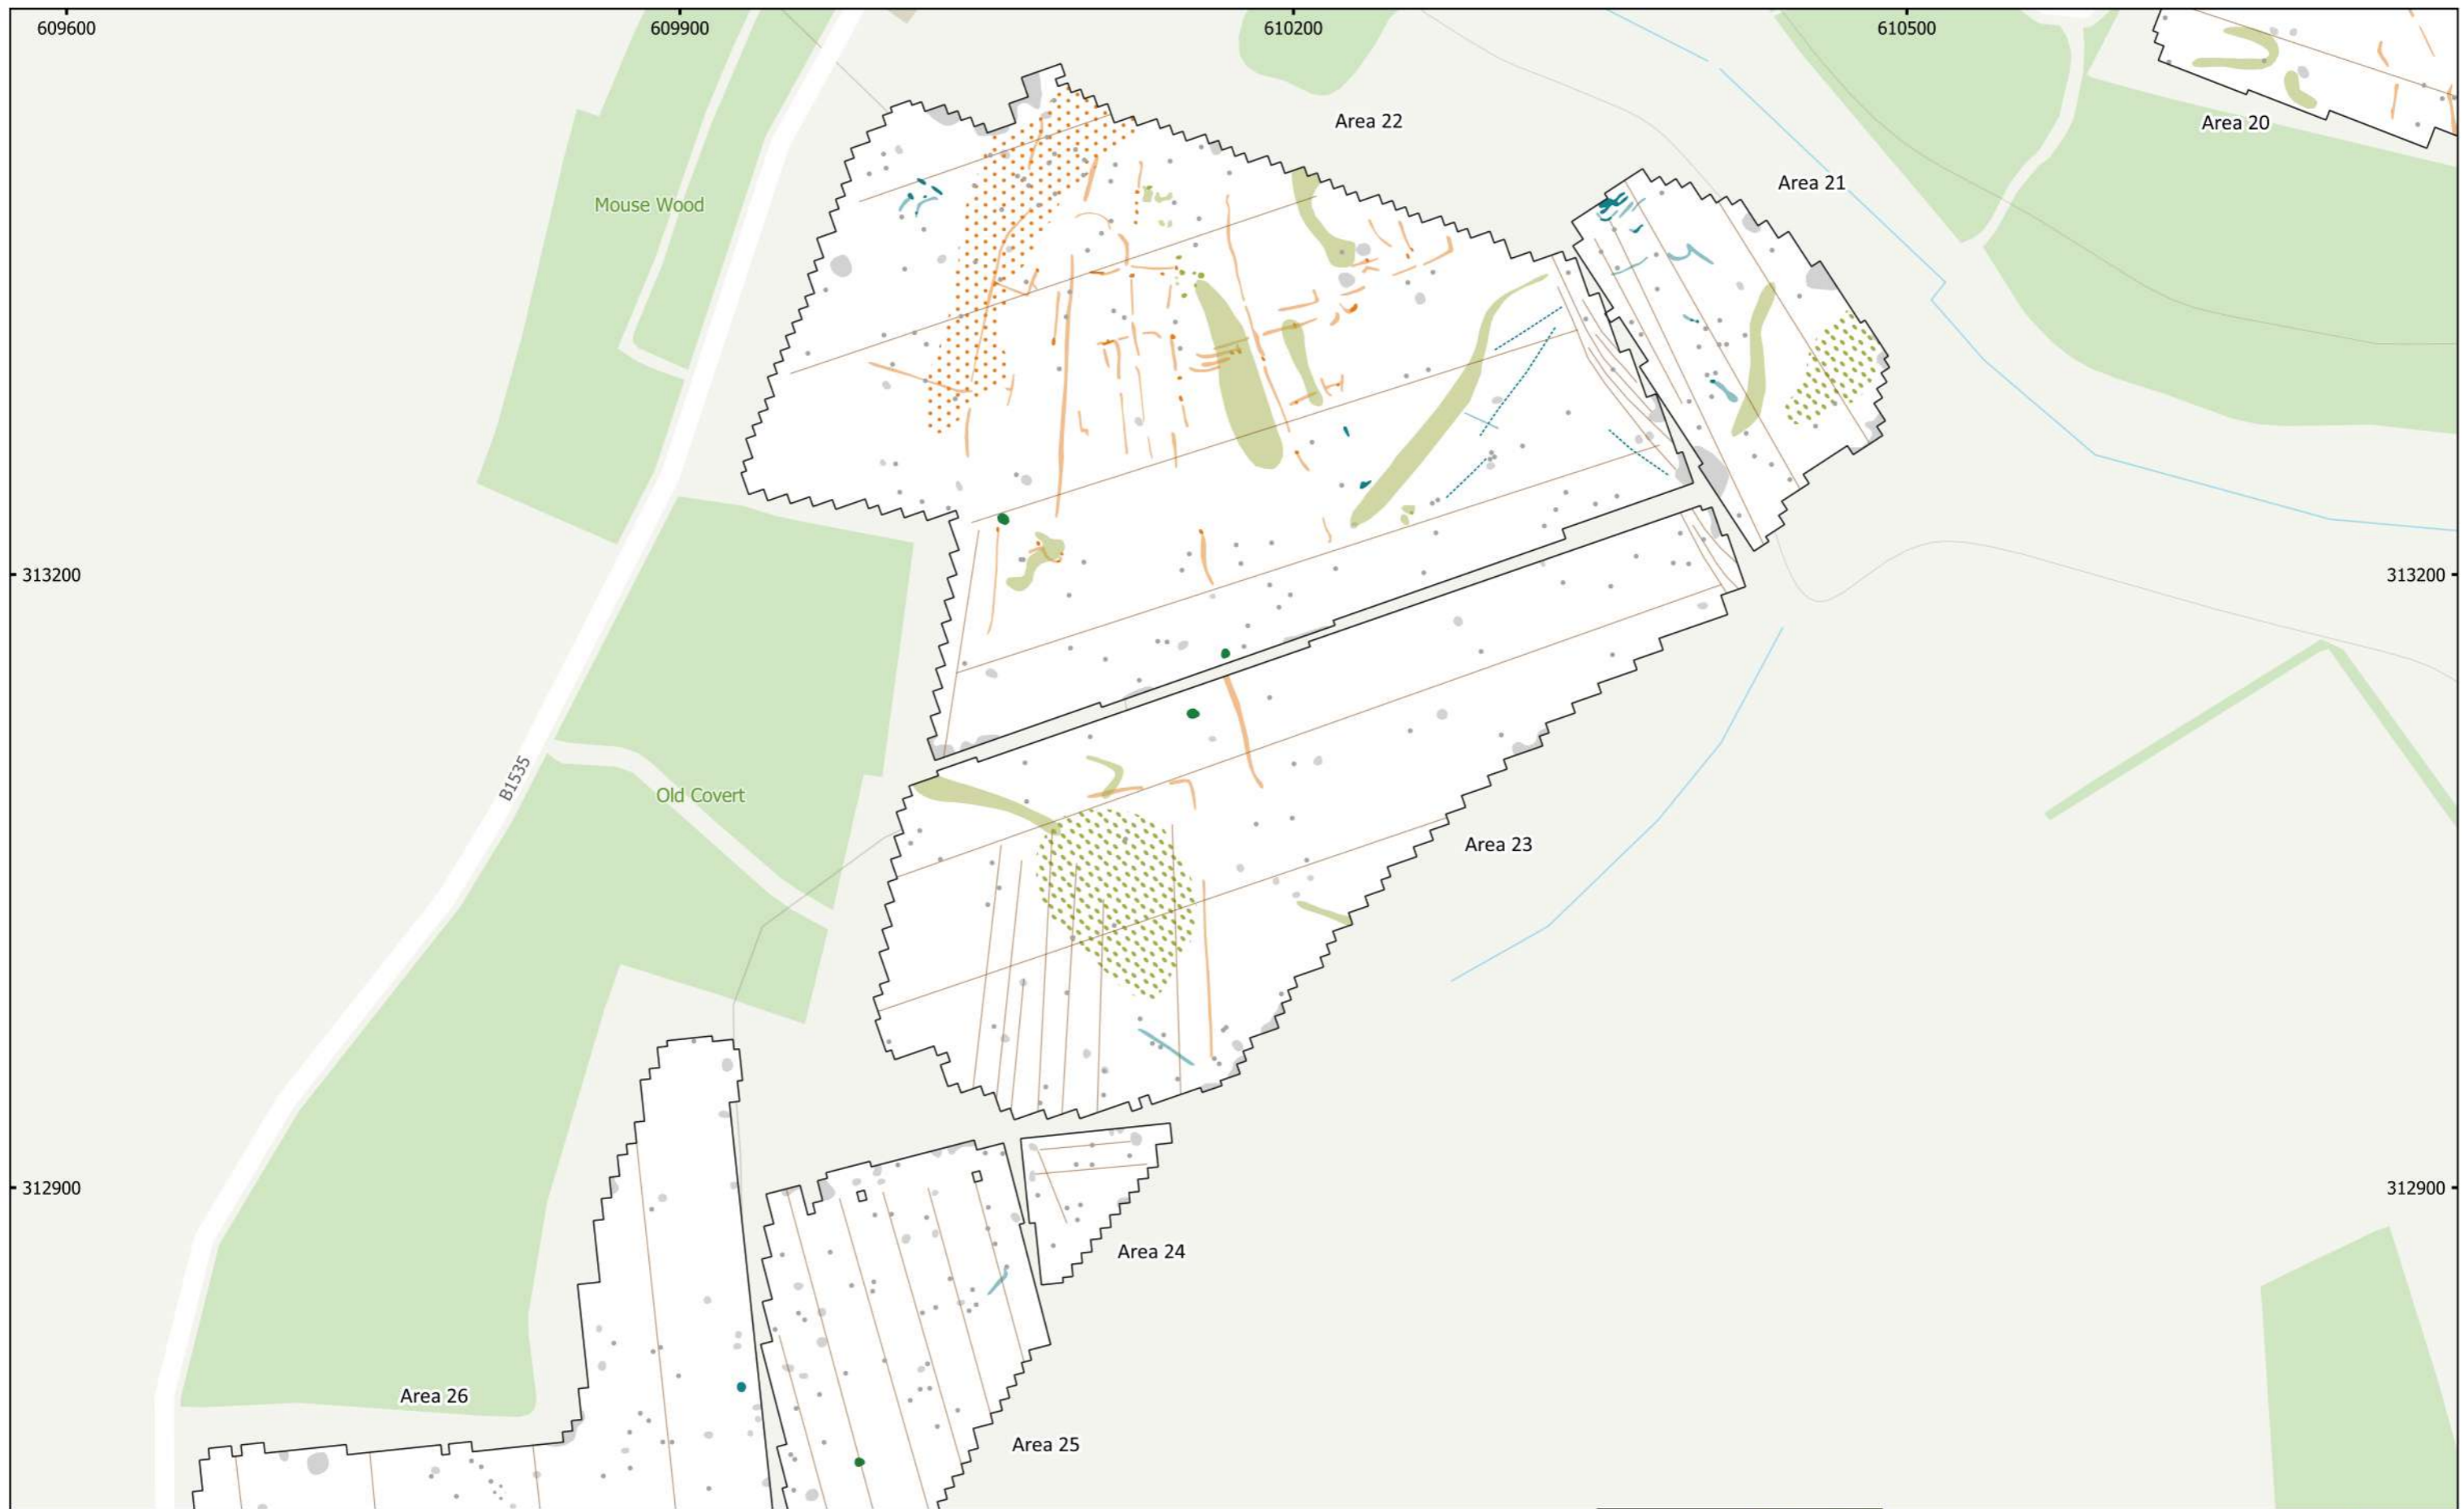 609600
609900
610200
610500
Area 22
Area 20
Area 21
Mouse Wood
313200
313200
B1535
Old Covert
Area 23
312900
312900
Area 24
Area 26
Area 25